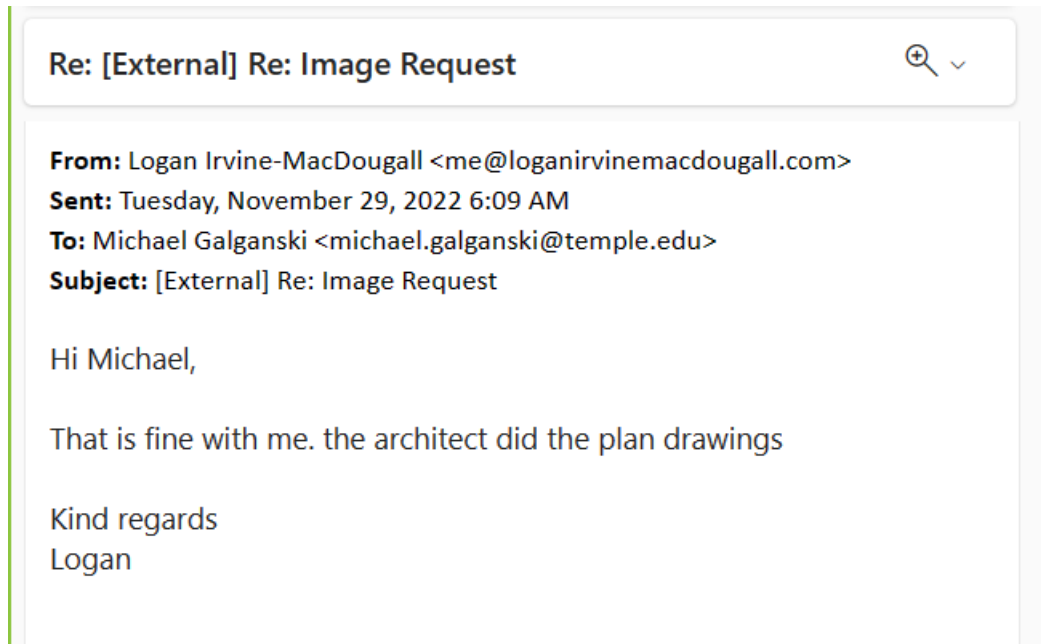 Re: [External] Re: Image Request
From: Logan Irvine-MacDougall <me@loganirvinemacdougall.com>
Sent: Tuesday, November 29, 2022 6:09 AM
To: Michael Galganski <michael.galganski@temple.edu>
Subject: [External] Re: Image Request
Hi Michael,
That is fine with me. the architect did the plan drawings
Kind regards
Logan